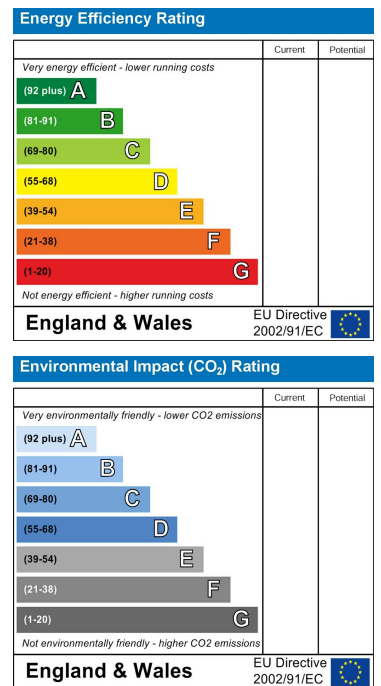 Energy Efficiency Rating
Current Potential
Very energy efficient - lower running costs
(92 plus) A
(81-91) B
(69-80) C
(55-68) D
(39-54) E
(21-38) F
(1-20) G
Not energy efficient - higher running costs
England & Wales
EU Directive
2002/91/EC
Environmental Impact (CO₂) Rating
Current Potential
Very environmentally friendly - lower CO2 emissions
(92 plus) A
(81-91) B
(69-80) C
(55-68) D
(39-54) E
(21-38) F
(1-20) G
Not environmentally friendly - higher CO2 emissions
England & Wales
EU Directive
2002/91/EC